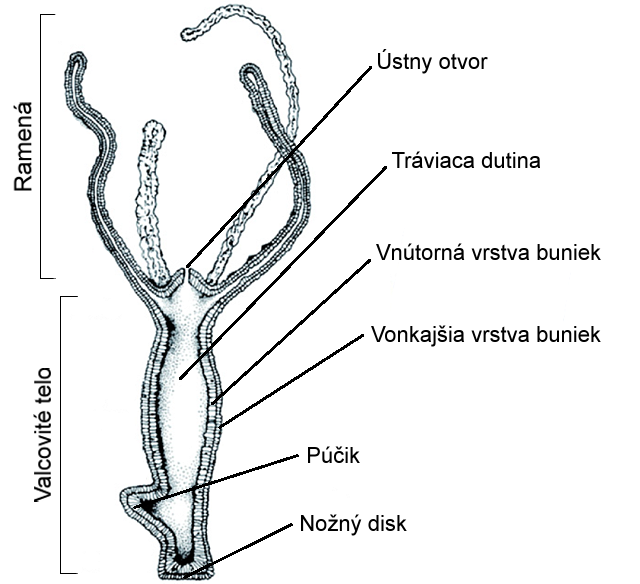 Ramená
Ústny otvor
Tráviaca dutina
Vnútorná vrstva buniek
Vonkajšia vrstva buniek
Valcovité telo
Púčik
Nožný disk